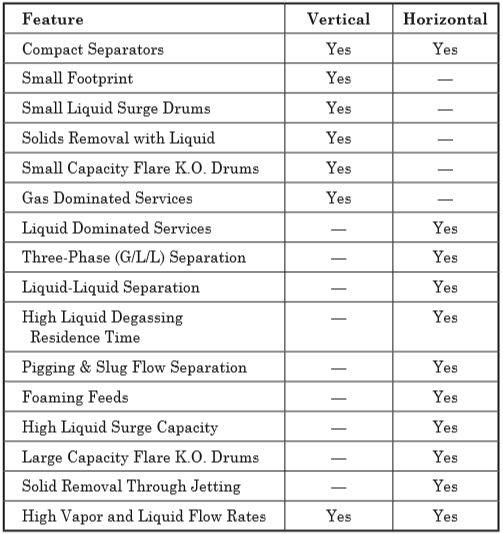 Feature Vertical Horizontal
Compact Separators Yes Yes
Small Footprint Yes —
Small Liquid Surge Drums Yes —
Solids Removal with Liquid Yes —
Small Capacity Flare K.O. Drums Yes —
Gas Dominated Services Yes —
Liquid Dominated Services — Yes
Three-Phase (G/L/L) Separation — Yes
Liquid-Liquid Separation — Yes
High Liquid Degassing — Yes
Residence Time
Pigging & Slug Flow Separation — Yes
Foaming Feeds — Yes
High Liquid Surge Capacity — Yes
Large Capacity Flare K.O. Drums — Yes
Solid Removal Through Jetting — Yes
High Vapor and Liquid Flow Rates Yes Yes